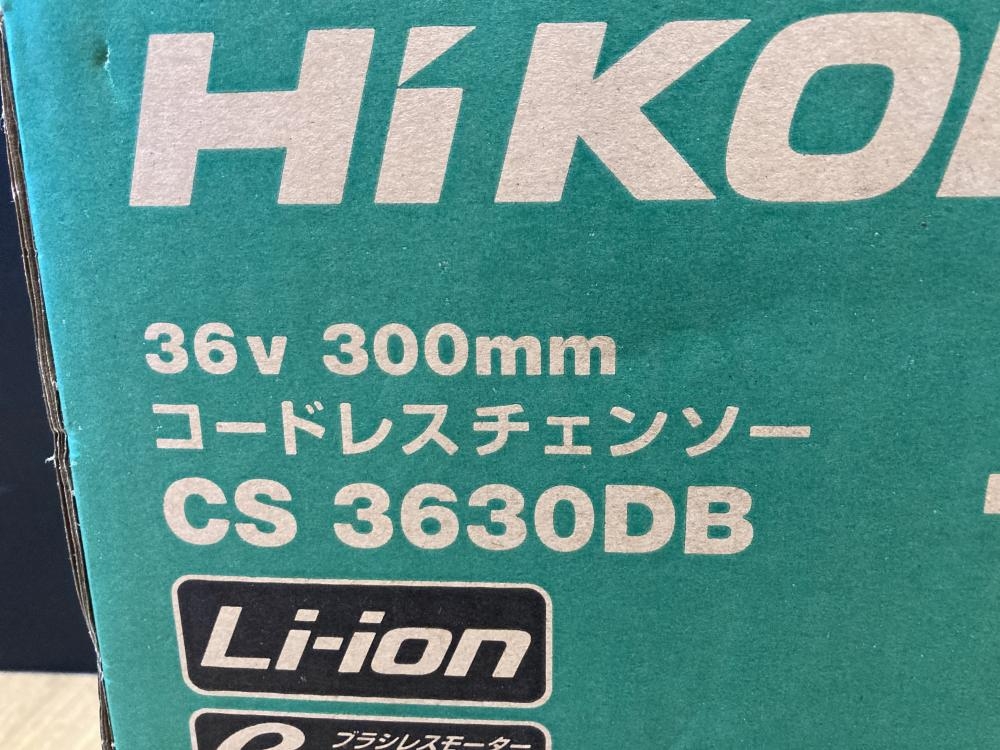 HiKO
36v 300mm
コードレスチェンソー
CS 3630DB
Li-ion
ブラシレスモーター